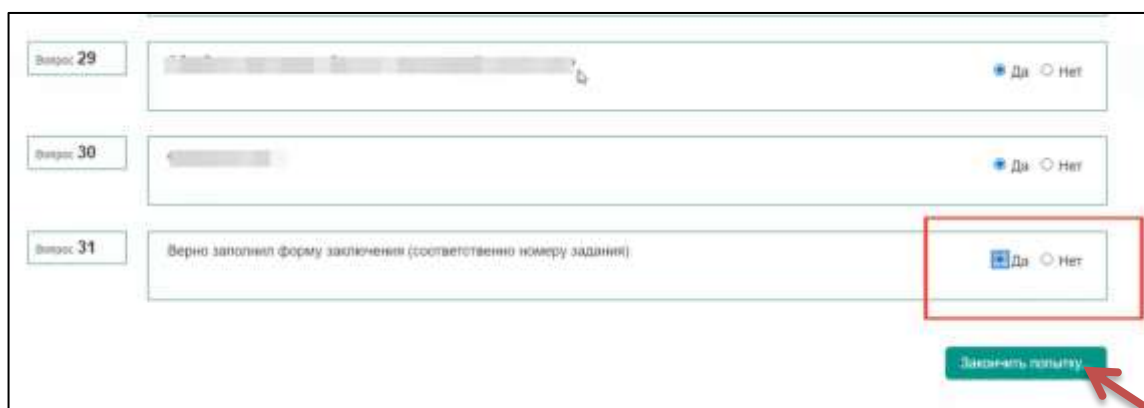 Вопрос 29
Да Нет
Вопрос 30
Да Нет
Вопрос 31
Верно заполнил форму заключения (соответственно номеру задания)
Да Нет
Закончить попытку...